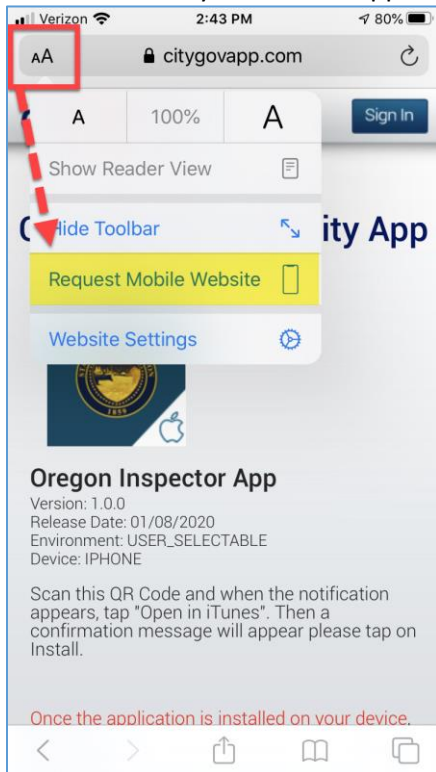 Verizon 2:43 PM 80%
AA citygovapp.com
A 100% A Sign In
Show Reader View
Hide Toolbar
ity App
Request Mobile Website
Website Settings
1859
Oregon Inspector App
Version: 1.0.0
Release Date: 01/08/2020
Environment: USER_SELECTABLE
Device: IPHONE
Scan this QR Code and when the notification
appears, tap "Open in iTunes". Then a
confirmation message will appear please tap on
Install.
Once the application is installed on your device,